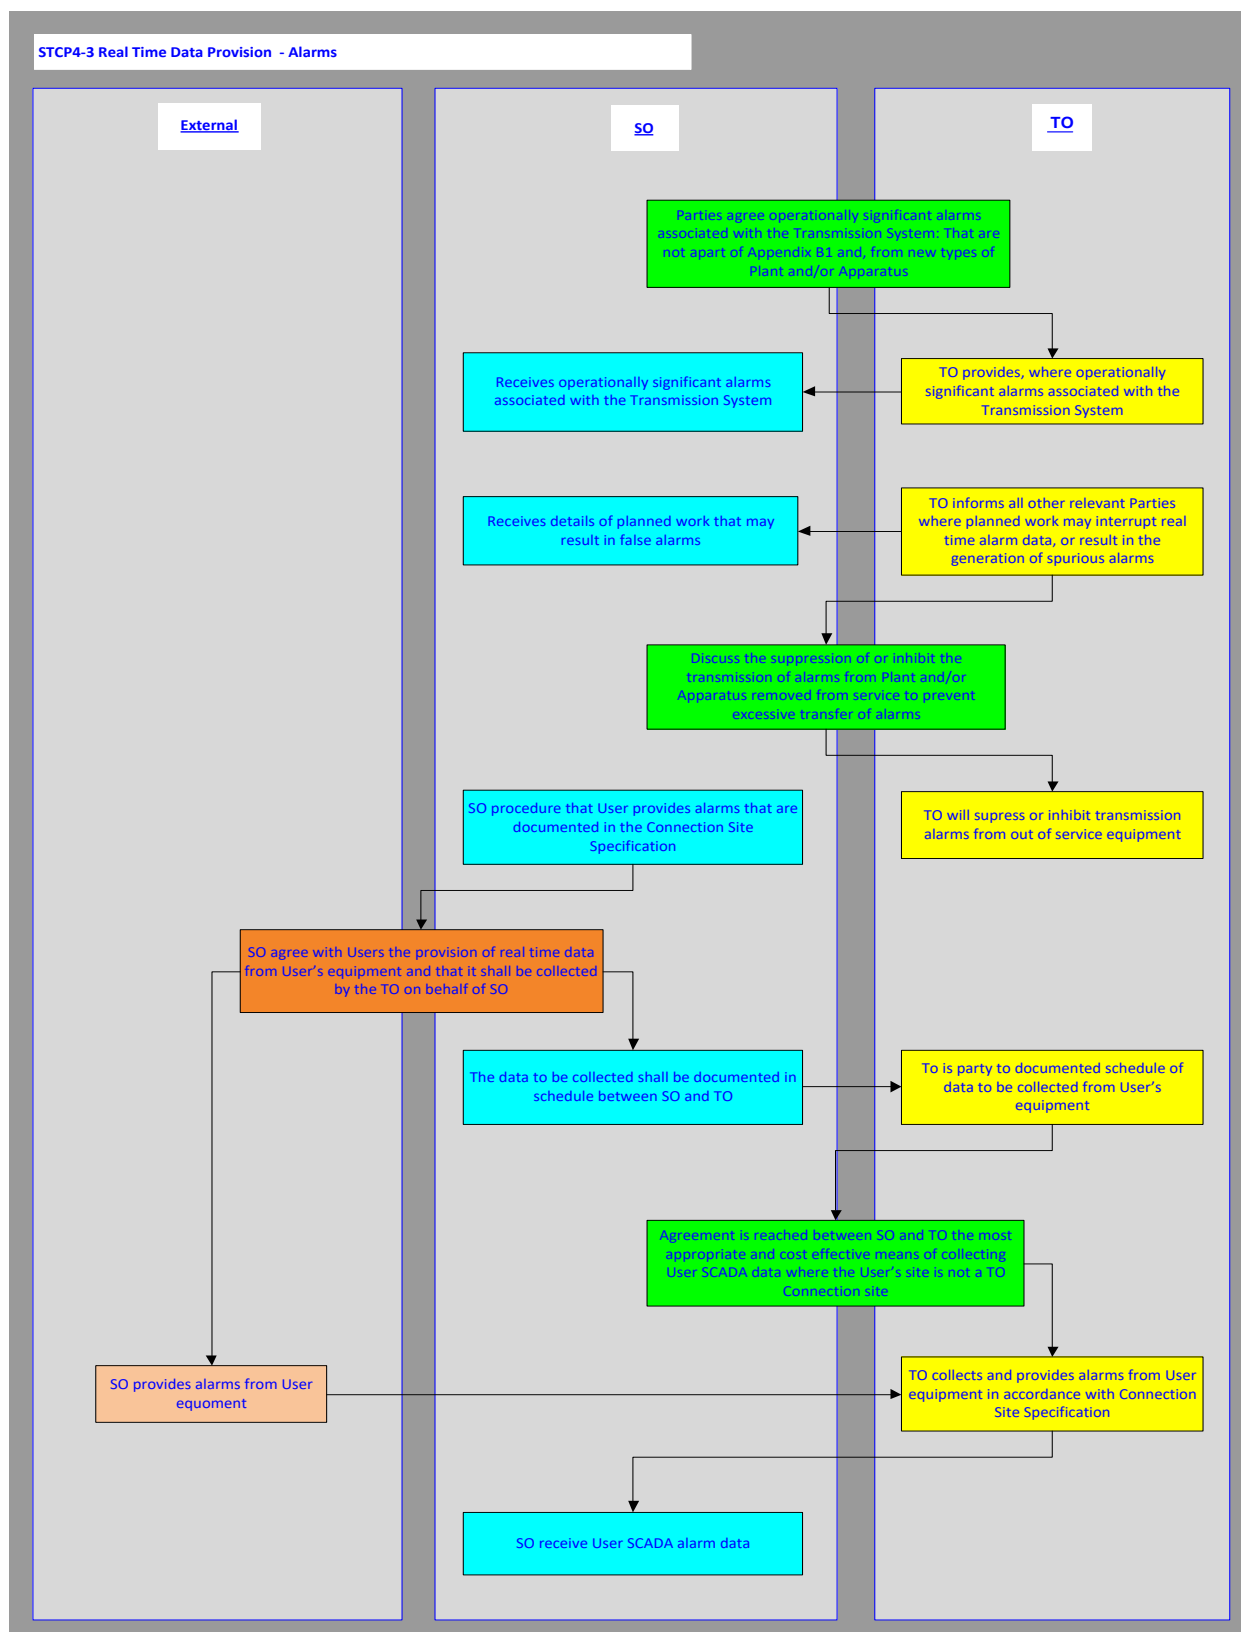 STCP4-3 Real Time Data Provision  - Alarms
External
SO
TO
Parties agree operationally significant alarms
associated with the Transmission System: That are
not apart of Appendix B1 and, from new types of
Plant and/or Apparatus
Receives operationally significant alarms
associated with the Transmission System
TO provides, where operationally
significant alarms associated with the
Transmission System
Receives details of planned work that may
result in false alarms
TO informs all other relevant Parties
where planned work may interrupt real
time alarm data, or result in the
generation of spurious alarms
Discuss the suppression of or inhibit the
transmission of alarms from Plant and/or
Apparatus removed from service to prevent
excessive transfer of alarms
SO procedure that User provides alarms that are
documented in the Connection Site
Specification
TO will supress or inhibit transmission
alarms from out of service equipment
SO agree with Users the provision of real time data
from User's equipment and that it shall be collected
by the TO on behalf of SO
The data to be collected shall be documented in
schedule between SO and TO
To is party to documented schedule of
data to be collected from User's
equipment
Agreement is reached between SO and TO the most
appropriate and cost effective means of collecting
User SCADA data where the User's site is not a TO
Connection site
SO provides alarms from User
equoment
TO collects and provides alarms from User
equipment in accordance with Connection
Site Specification
SO receive User SCADA alarm data